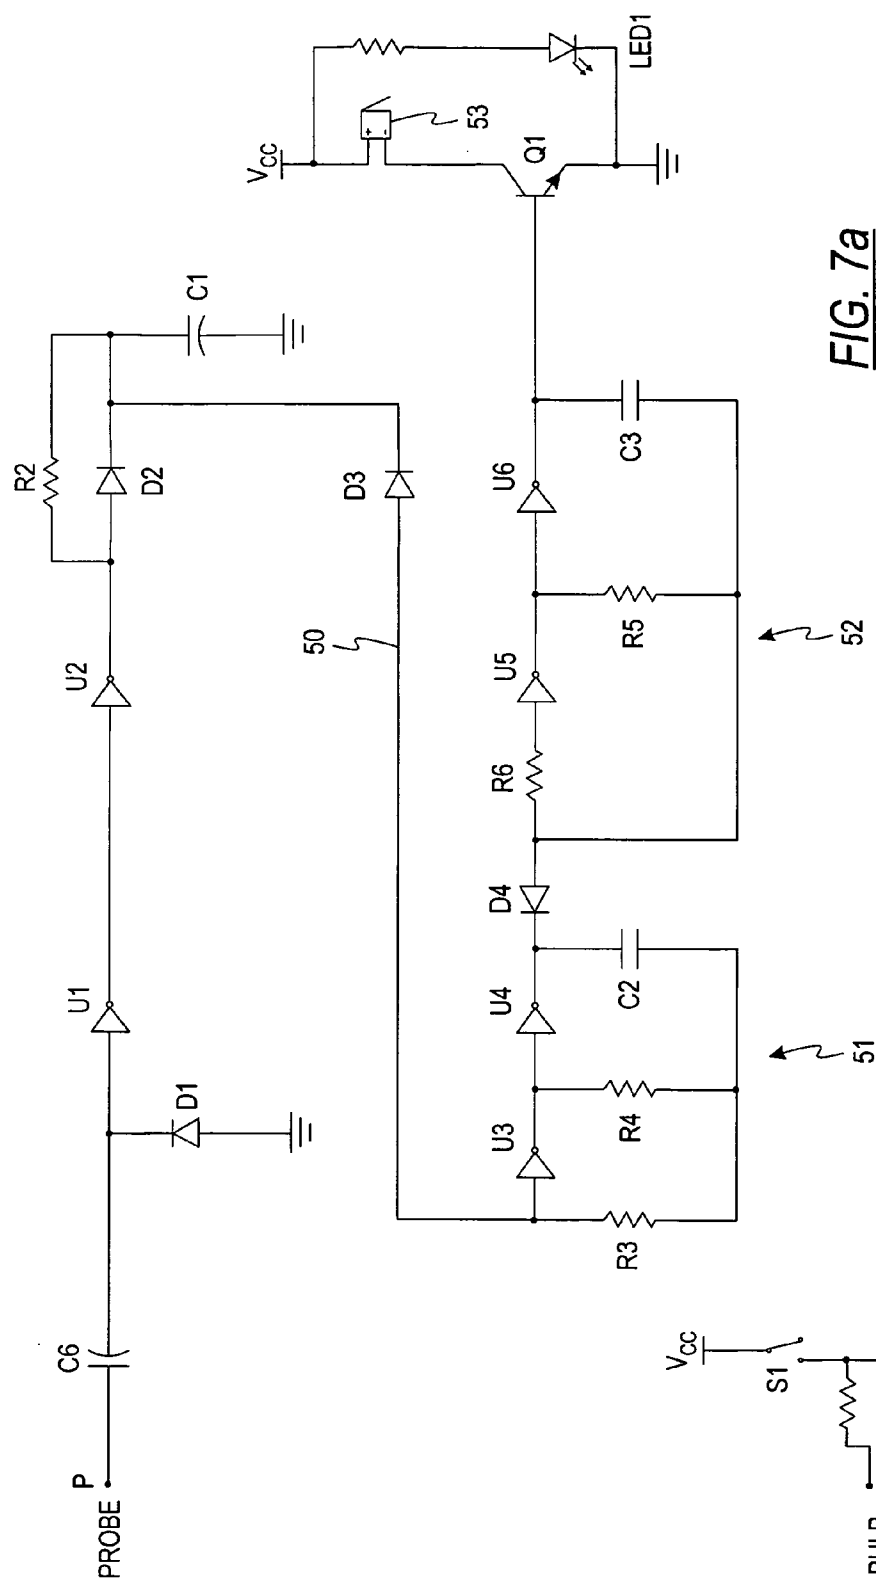 PROBE
P
C6
D1
U1
U2
R2
D2
C1
50
D3
VCC
53
Q1
LED1
U3
R3
R4
U4
C2
D4
R6
U5
R5
U6
C3
51
52
VCC
S1
FIG. 7a